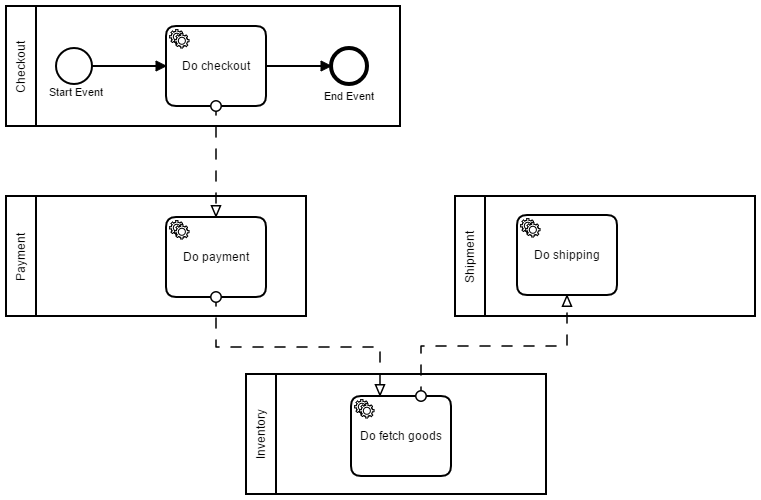 Checkout
Do checkout
Start Event
End Event
Payment
Do payment
Shipment
Do shipping
Inventory
Do fetch goods